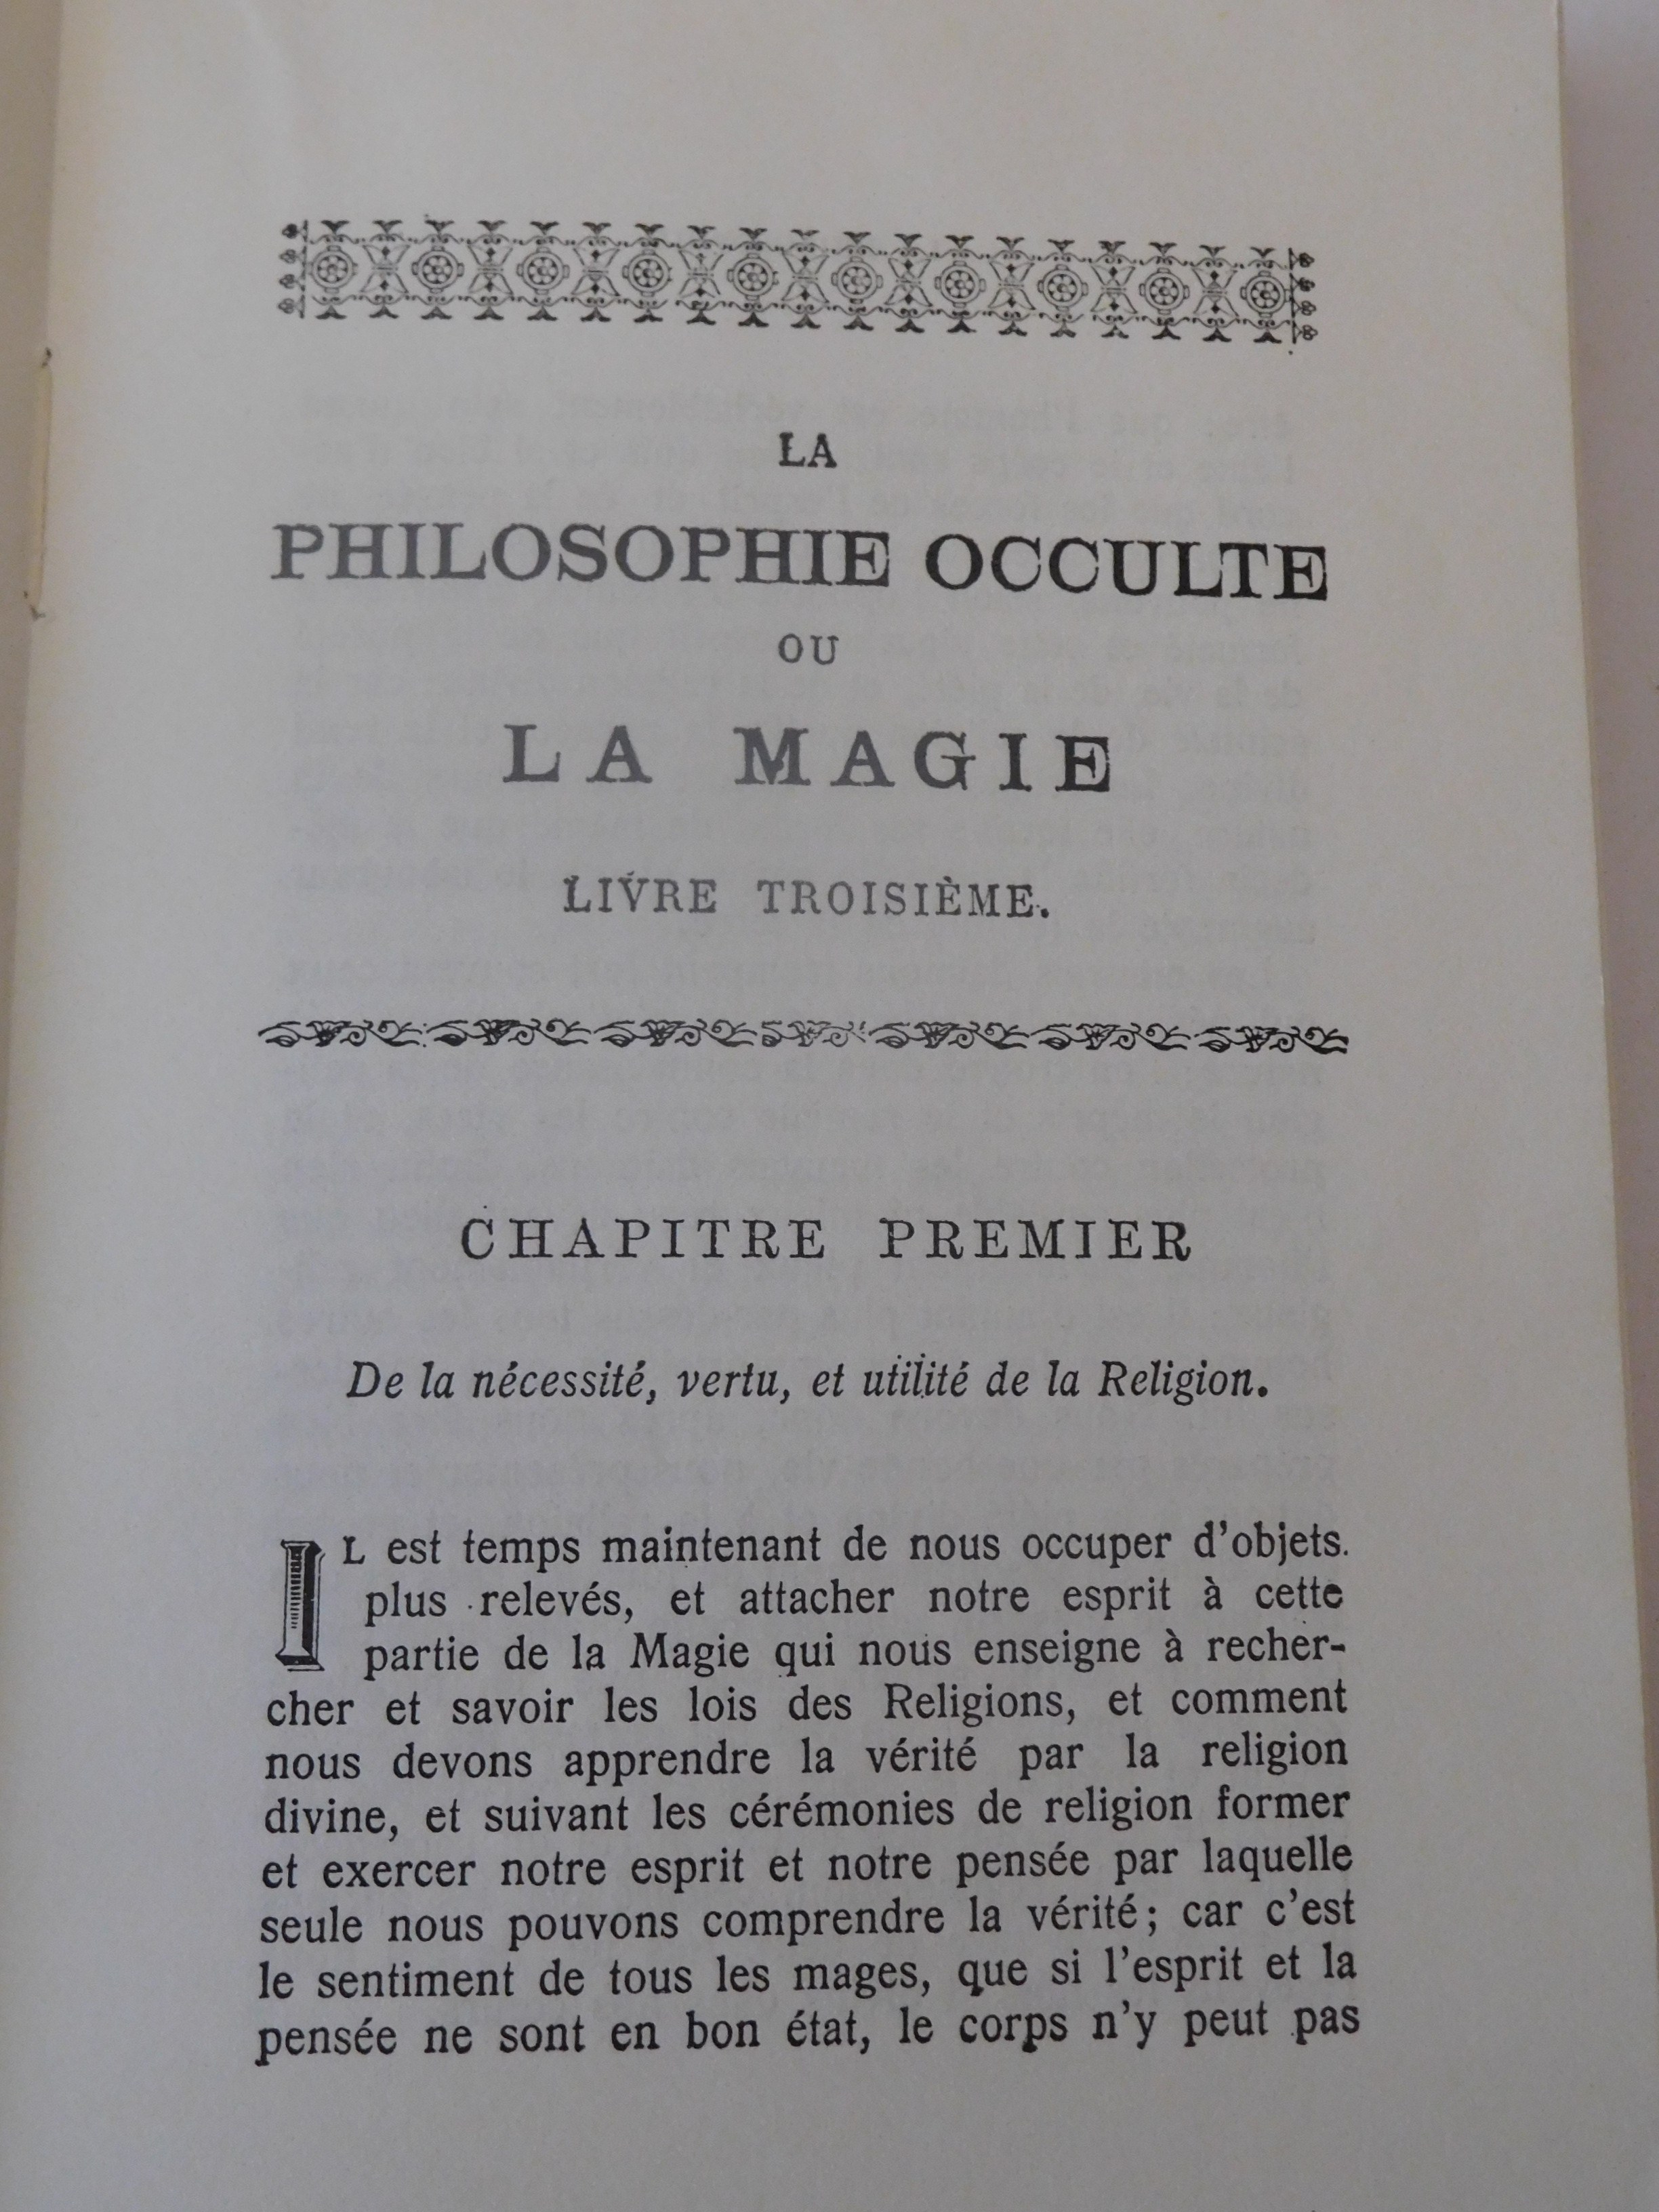 LA
PHILOSOPHIE OCCULTE
OU
LA MAGIE
LIVRE TROISIÈME.
CHAPITRE PREMIER
De la nécessité, vertu, et utilité de la Religion.
IL est temps maintenant de nous occuper d'objets
plus relevés, et attacher notre esprit à cette
partie de la Magie qui nous enseigne à recher-
cher et savoir les lois des Religions, et comment
nous devons apprendre la vérité par la religion
divine, et suivant les cérémonies de religion former
et exercer notre esprit et notre pensée par laquelle
seule nous pouvons comprendre la vérité; car c'est
le sentiment de tous les mages, que si l'esprit et la
pensée ne sont en bon état, le corps n'y peut pas